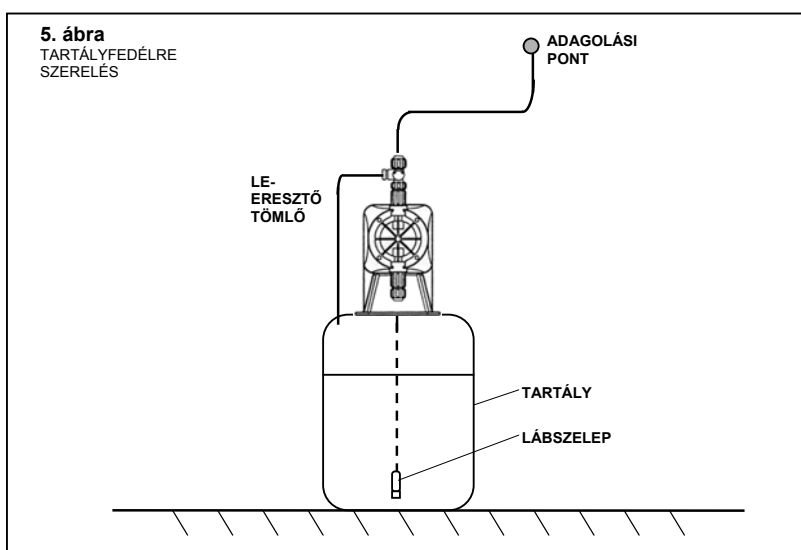 5. ábra
TARTÁLYFEDÉLRE
SZERELÉS
ADAGOLÁSI
PONT
LE-
ERESZTŐ
TÖMLŐ
TARTÁLY
LÁBSZELEP